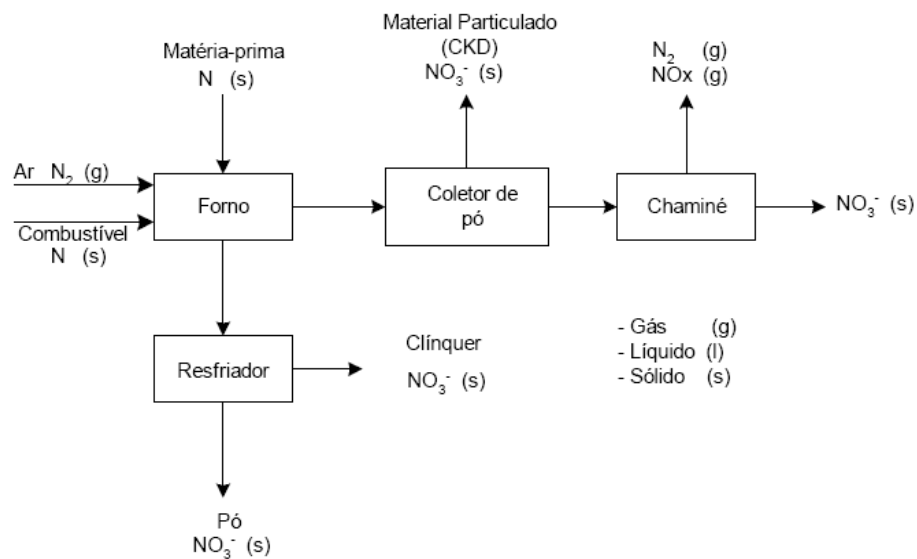 Matéria-prima
N (s)
Material Particulado
(CKD)
NO₃⁻ (s)
N₂ (g)
NOx (g)
Ar N₂ (g)
Forno
Coletor de
pó
Chaminé
NO₃⁻ (s)
Combustível
N (s)
Resfriador
Clínquer
NO₃⁻ (s)
- Gás (g)
- Líquido (l)
- Sólido (s)
Pó
NO₃⁻ (s)